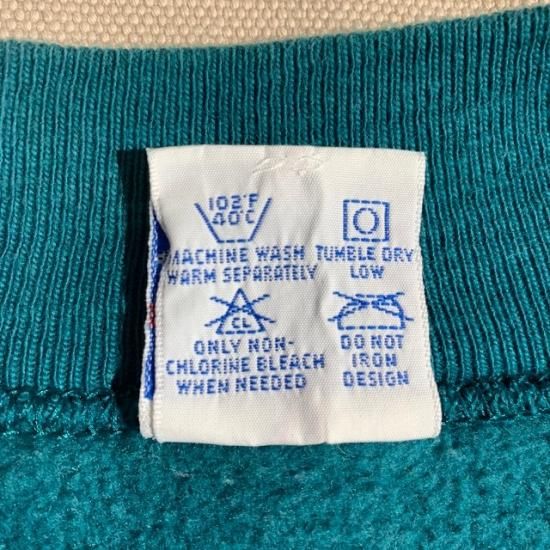 102°F
40°C
MACHINE WASH
WARM SEPARATELY
TUMBLE DRY
LOW
CL
ONLY NON-
CHLORINE BLEACH
WHEN NEEDED
DO NOT
IRON
DESIGN